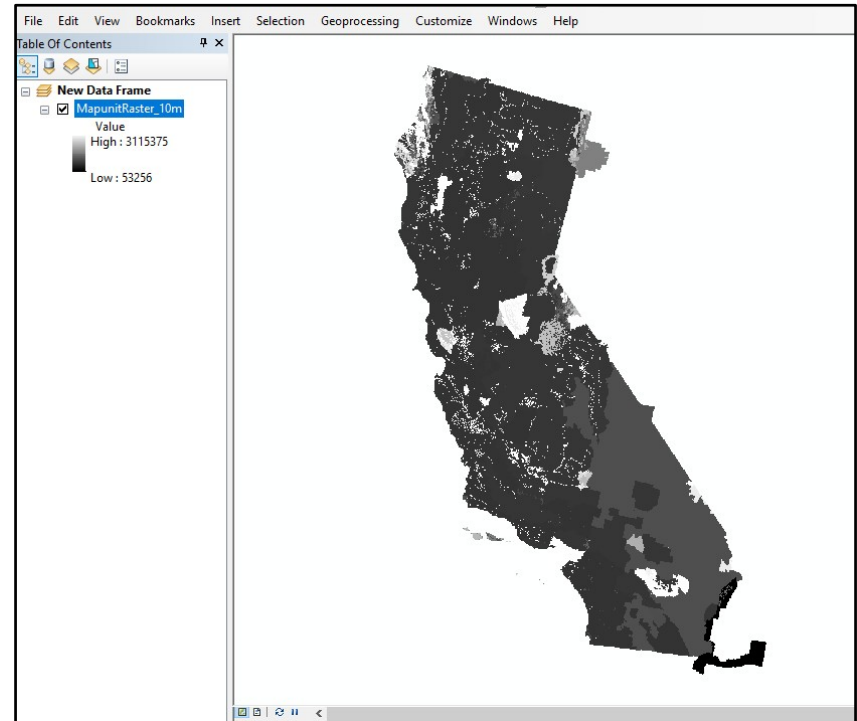 File Edit View Bookmarks Insert Selection Geoprocessing Customize Windows Help
Table Of Contents
New Data Frame
MapunitRaster_10m
Value
High : 3115375
Low : 53256